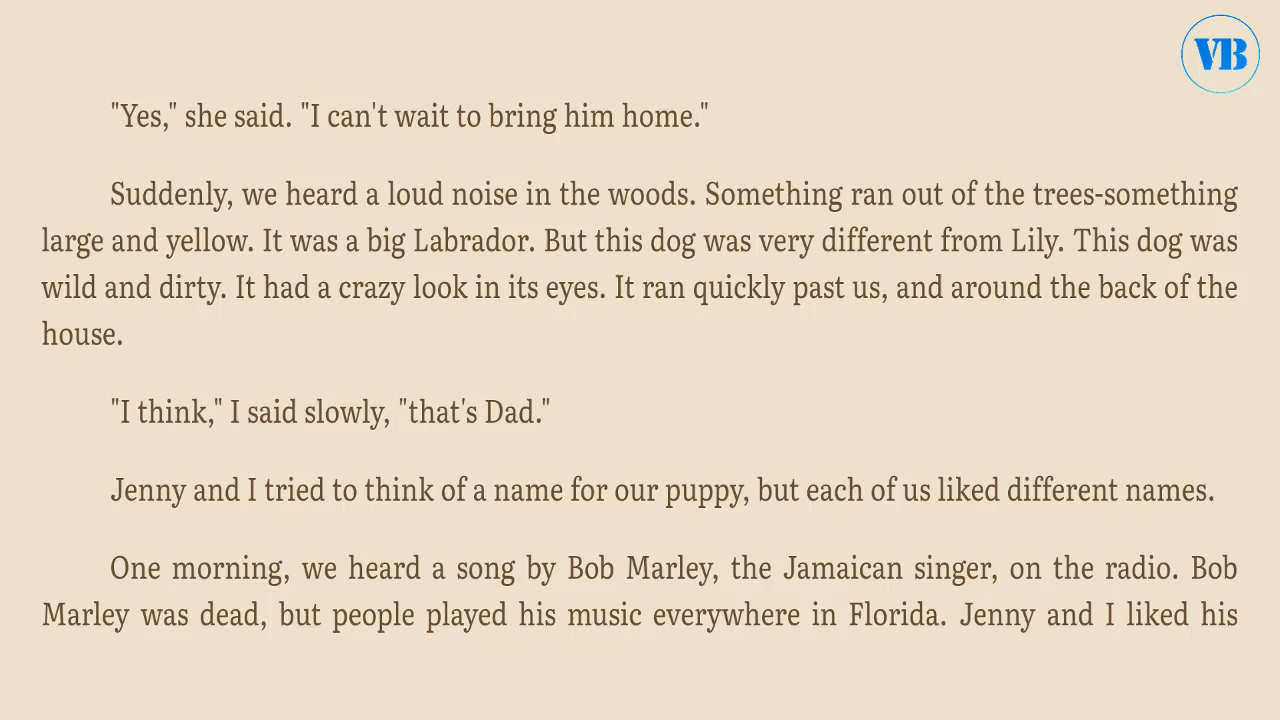 VB
"Yes," she said. "I can't wait to bring him home."
Suddenly, we heard a loud noise in the woods. Something ran out of the trees-something
large and yellow. It was a big Labrador. But this dog was very different from Lily. This dog was
wild and dirty. It had a crazy look in its eyes. It ran quickly past us, and around the back of the
house.
"I think," I said slowly, "that's Dad."
Jenny and I tried to think of a name for our puppy, but each of us liked different names.
One morning, we heard a song by Bob Marley, the Jamaican singer, on the radio. Bob
Marley was dead, but people played his music everywhere in Florida. Jenny and I liked his